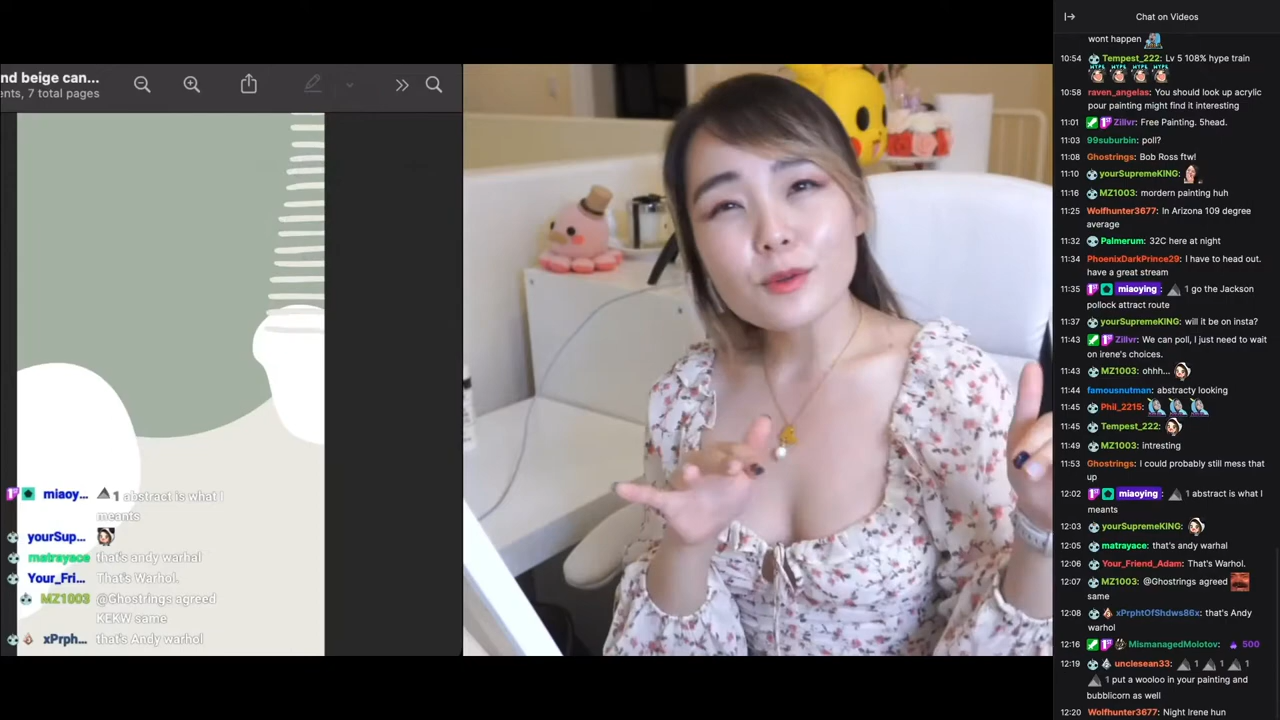 nd beige can...
ents, 7 total pages
miaoy... 1 abstract is what I
meants
yourSup...
matrayace that's andy warhal
Your_Fri... That's Warhol.
MZ1003 @Ghostrings agreed
KEKW same
xPrph... that's Andy warhol
Chat on Videos
wont happen
10:54 Tempest_222: Lv 5 108% hype train
HYPE HYPE HYPE HYPE
10:58 raven_angelas: You should look up acrylic
pour painting might find it interesting
11:01 Zillvr: Free Painting. 5head.
11:03 99suburbin: poll?
11:08 Ghostrings: Bob Ross ftw!
11:10 yourSupremeKING:
11:16 MZ1003: mordern painting huh
11:25 Wolfhunter3677: In Arizona 109 degree
average
11:32 Palmerum: 32C here at night
11:34 PhoenixDarkPrince29: I have to head out.
have a great stream
11:35 miaoying: 1 go the Jackson
pollock attract route
11:37 yourSupremeKING: will it be on insta?
11:43 Zillvr: We can poll, I just need to wait
on irene's choices.
11:43 MZ1003: ohhh...
11:44 famousnutman: abstracty looking
11:45 Phil_2215:
11:45 Tempest_222:
11:49 MZ1003: intresting
11:53 Ghostrings: I could probably still mess that
up
12:02 miaoying: 1 abstract is what I
meants
12:03 yourSupremeKING:
12:05 matrayace: that's andy warhal
12:06 Your_Friend_Adam: That's Warhol.
12:07 MZ1003: @Ghostrings agreed
same
12:08 xPrphtOfShdws86x: that's Andy
warhol
12:16 MismanagedMolotov: 500
12:19 unclesean33: 1 1 1
1 put a wooloo in your painting and
bubblicorn as well
12:20 Wolfhunter3677: Night Irene hun